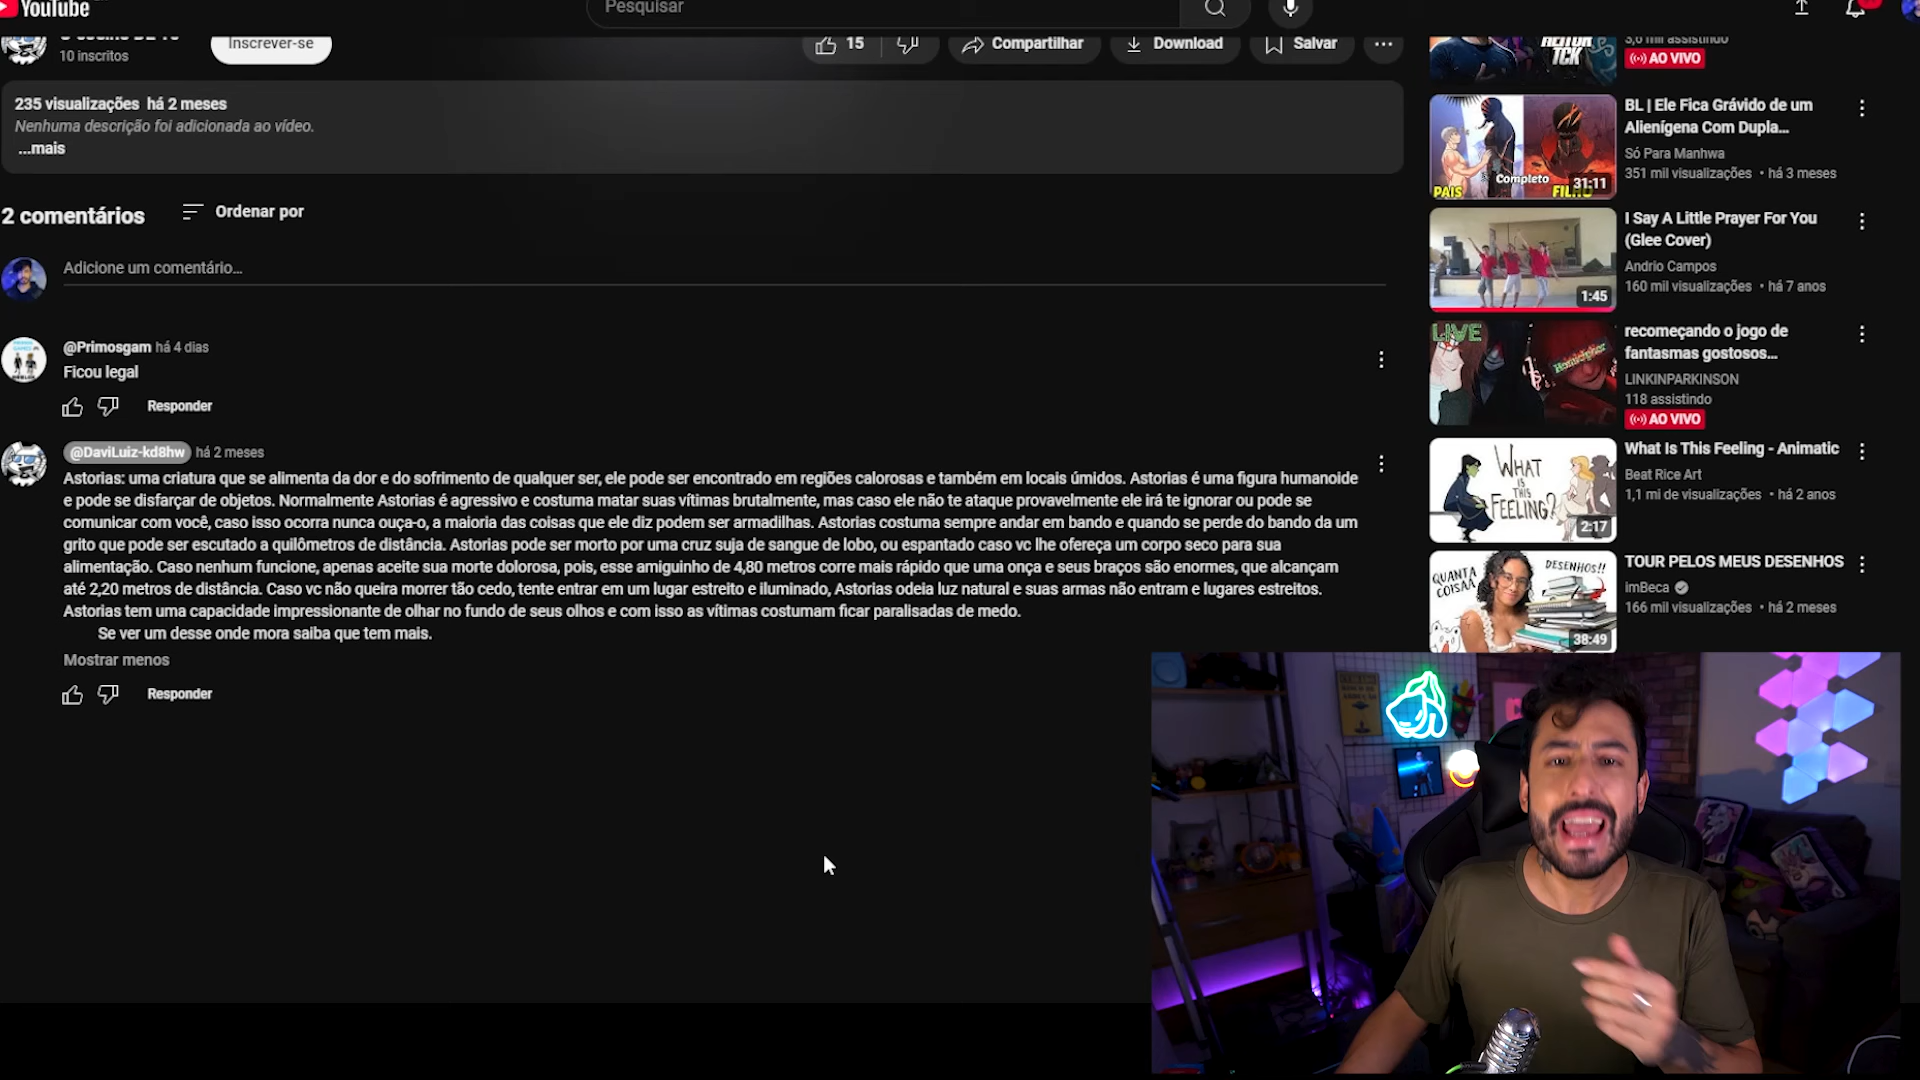 YouTube
Pesquisar
10 inscritos
Inscrever-se
15
Compartilhar
Download
Salvar
235 visualizações há 2 meses
Nenhuma descrição foi adicionada ao vídeo.
...mais
2 comentários
Ordenar por
Adicione um comentário...
@Primosgam há 4 dias
Ficou legal
Responder
@DaviLuiz-kd8hw há 2 meses
Astorias: uma criatura que se alimenta da dor e do sofrimento de qualquer ser, ele pode ser encontrado em regiões calorosas e também em locais úmidos. Astorias é uma figura humanoide
e pode se disfarçar de objetos. Normalmente Astorias é agressivo e costuma matar suas vítimas brutalmente, mas caso ele não te ataque provavelmente ele irá te ignorar ou pode se
comunicar com você, caso isso ocorra nunca ouça-o, a maioria das coisas que ele diz podem ser armadilhas. Astorias costuma sempre andar em bando e quando se perde do bando da um
grito que pode ser escutado a quilômetros de distância. Astorias pode ser morto por uma cruz suja de sangue de lobo, ou espantado caso vc lhe ofereça um corpo seco para sua
alimentação. Caso nenhum funcione, apenas aceite sua morte dolorosa, pois, esse amiguinho de 4,80 metros corre mais rápido que uma onça e seus braços são enormes, que alcançam
até 2,20 metros de distância. Caso vc não queira morrer tão cedo, tente entrar em um lugar estreito e iluminado, Astorias odeia luz natural e suas armas não entram e lugares estreitos.
Astorias tem uma capacidade impressionante de olhar no fundo de seus olhos e com isso as vítimas costumam ficar paralisadas de medo.
Se ver um desse onde mora saiba que tem mais.
Mostrar menos
Responder
TCK
3,0 mil assistindo
AO VIVO
PAIS
Completo
FILHO
31:11
BL | Ele Fica Grávido de um
Alienígena Com Dupla...
Só Para Manhwa
351 mil visualizações • há 3 meses
1:45
I Say A Little Prayer For You
(Glee Cover)
Andrio Campos
160 mil visualizações • há 7 anos
LIVE
Homicipher
recomeçando o jogo de
fantasmas gostosos...
LINKINPARKINSON
118 assistindo
AO VIVO
WHAT
IS
THIS
FEELING?
2:17
What Is This Feeling - Animatic
Beat Rice Art
1,1 mi de visualizações • há 2 anos
QUANTA
COISAA
DESENHOS!!
38:49
TOUR PELOS MEUS DESENHOS
imBeca
166 mil visualizações • há 2 meses